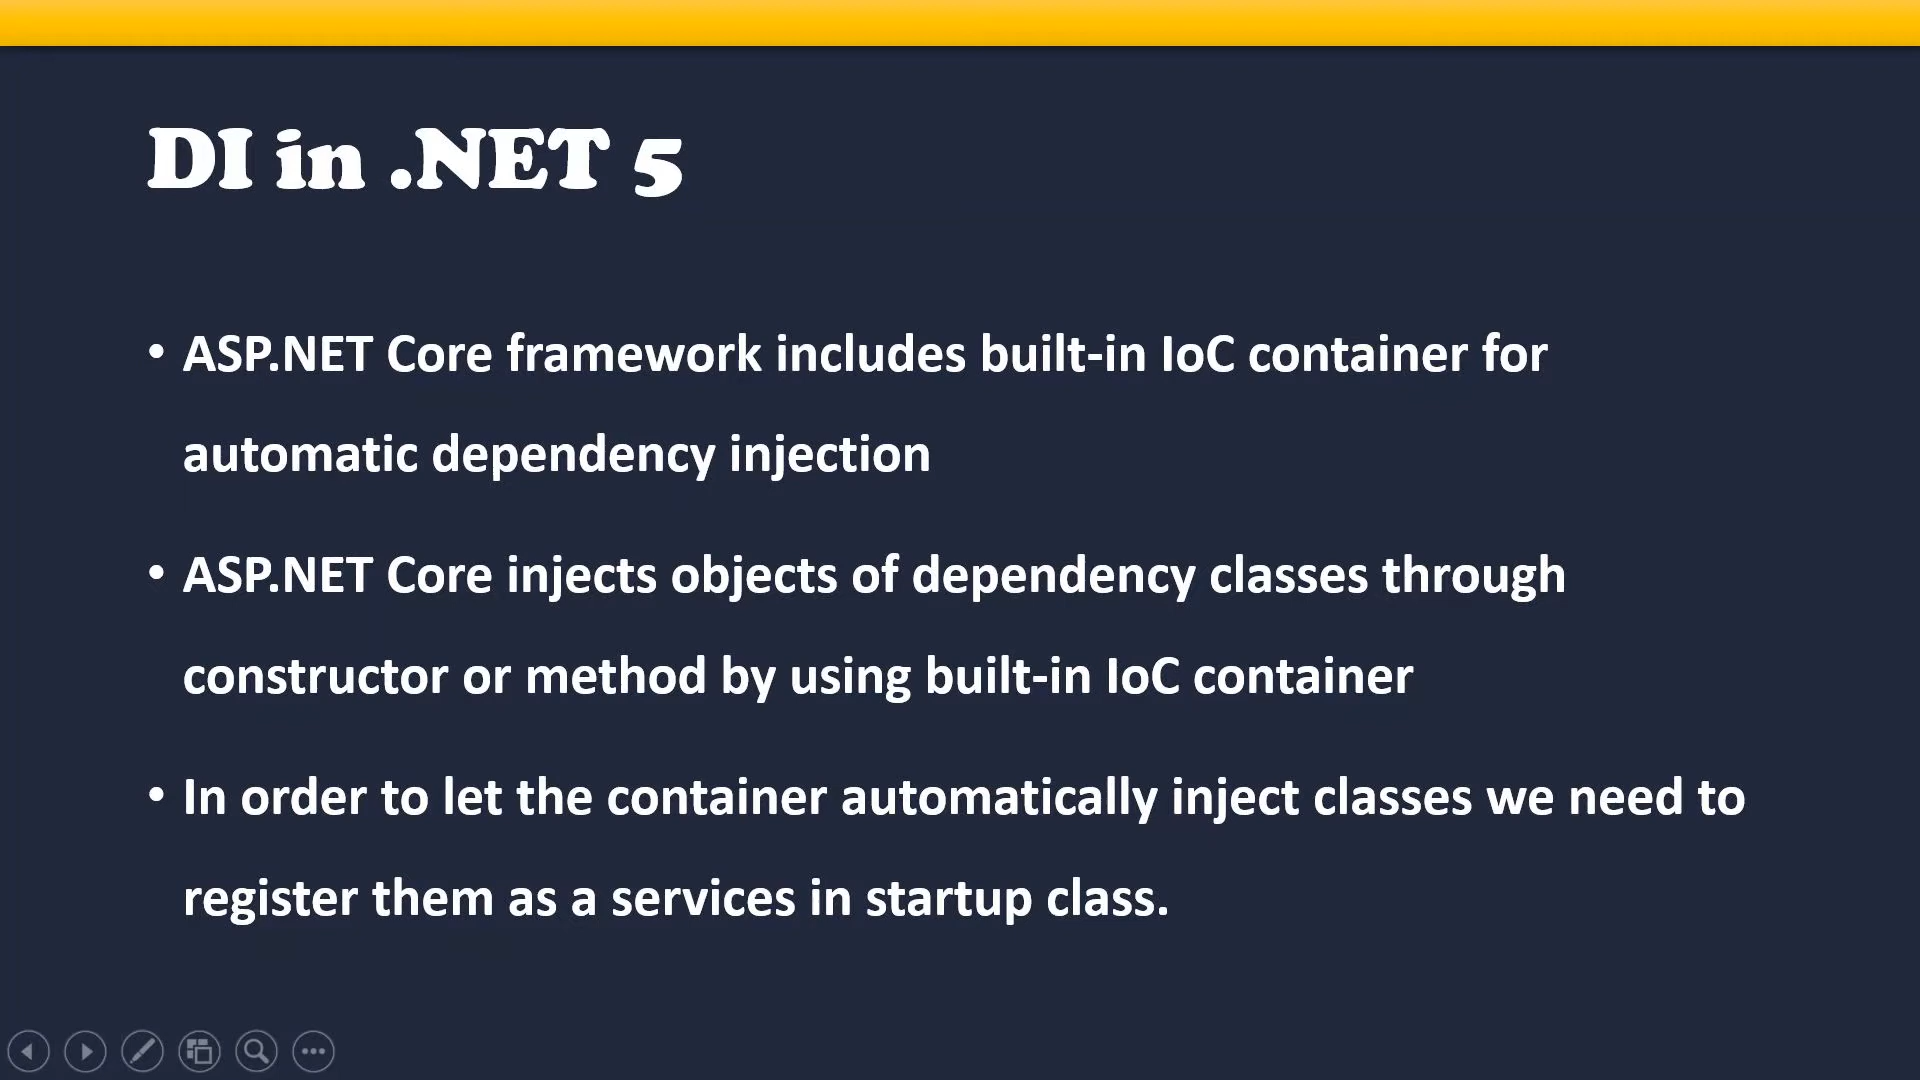 DI in .NET 5
• ASP.NET Core framework includes built-in IoC container for
automatic dependency injection
• ASP.NET Core injects objects of dependency classes through
constructor or method by using built-in IoC container
• In order to let the container automatically inject classes we need to
register them as a services in startup class.